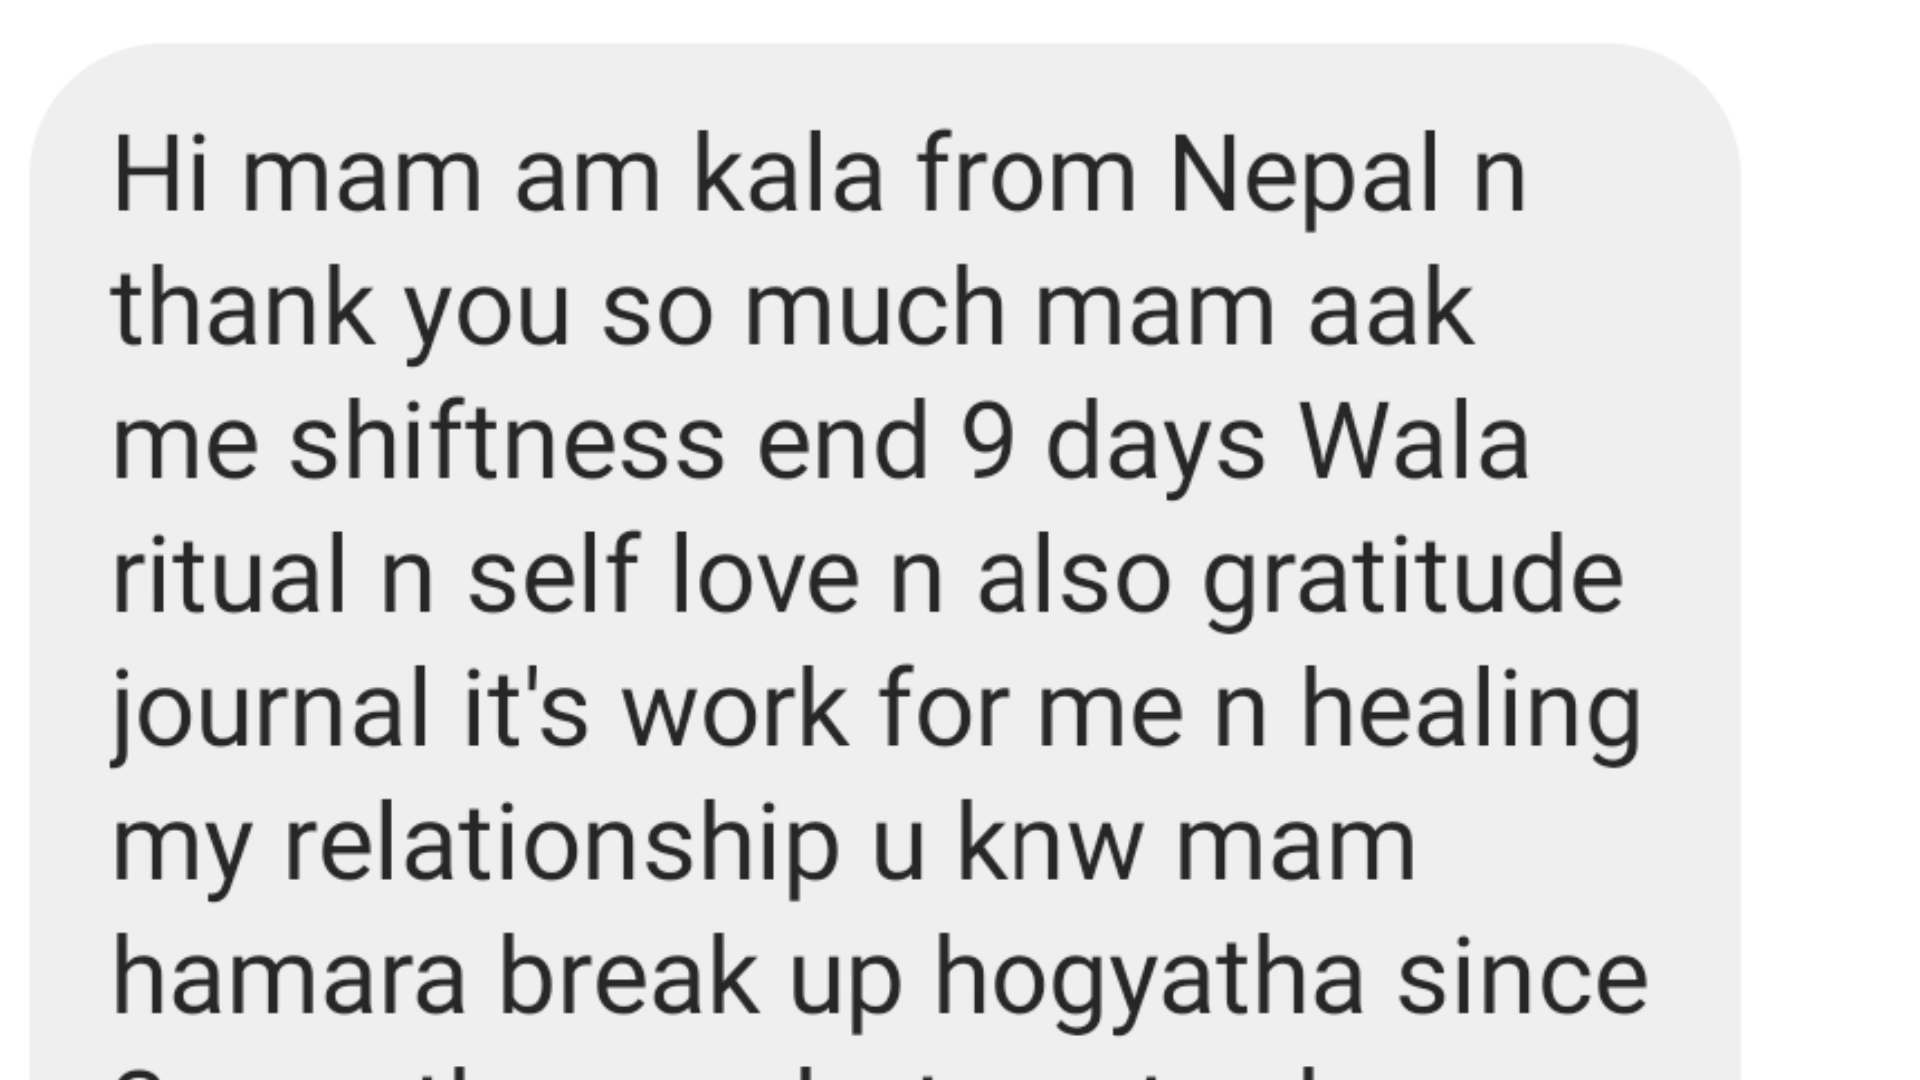 Hi mam am kala from Nepal n
thank you so much mam aak
me shiftness end 9 days Wala
ritual n self love n also gratitude
journal it's work for me n healing
my relationship u knw mam
hamara break up hogyatha since